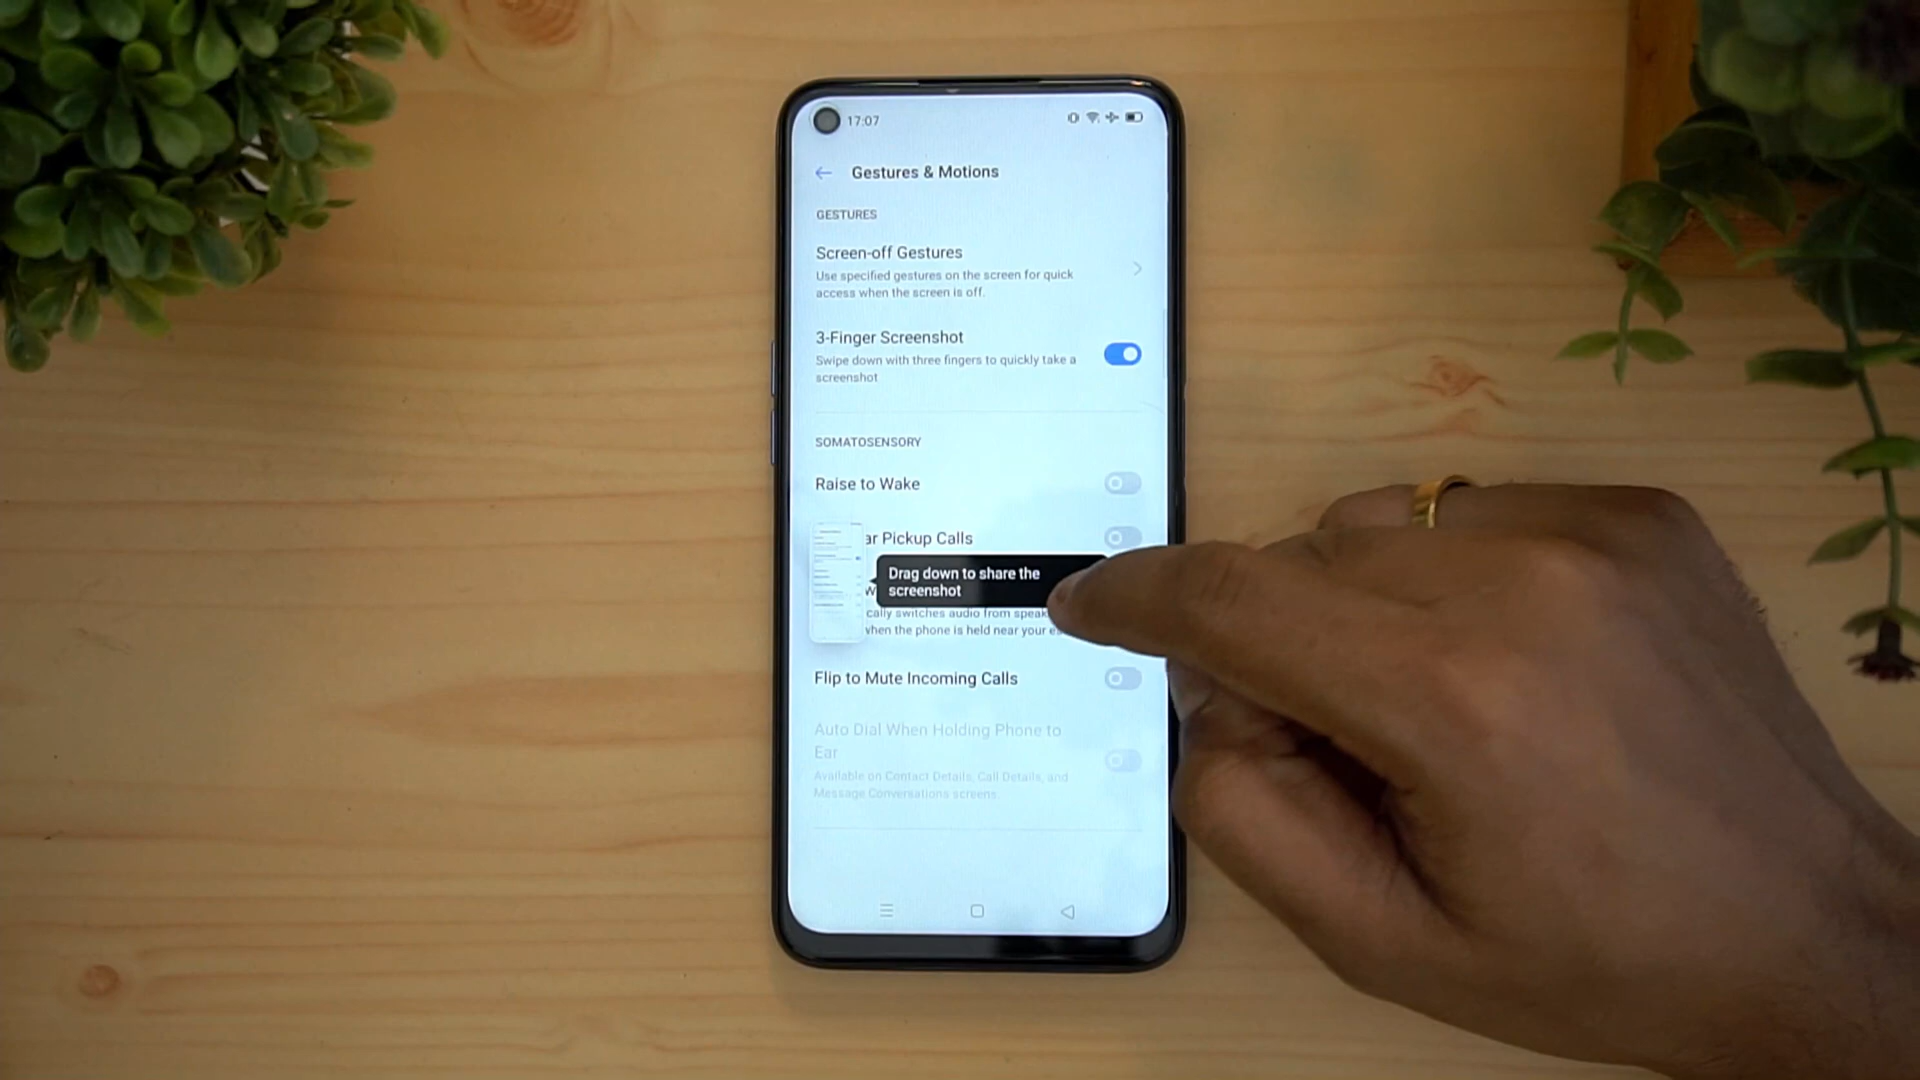 17:07
Gestures & Motions
GESTURES
Screen-off Gestures
Use specified gestures on the screen for quick
access when the screen is off.
3-Finger Screenshot
Swipe down with three fingers to quickly take a
screenshot
SOMATOSENSORY
Raise to Wake
ar Pickup Calls
Drag down to share the
screenshot
cally switches audio from speak
when the phone is held near your e
Flip to Mute Incoming Calls
Auto Dial When Holding Phone to
Ear
Available on Contact Details, Call Details, and
Message Conversations screens.